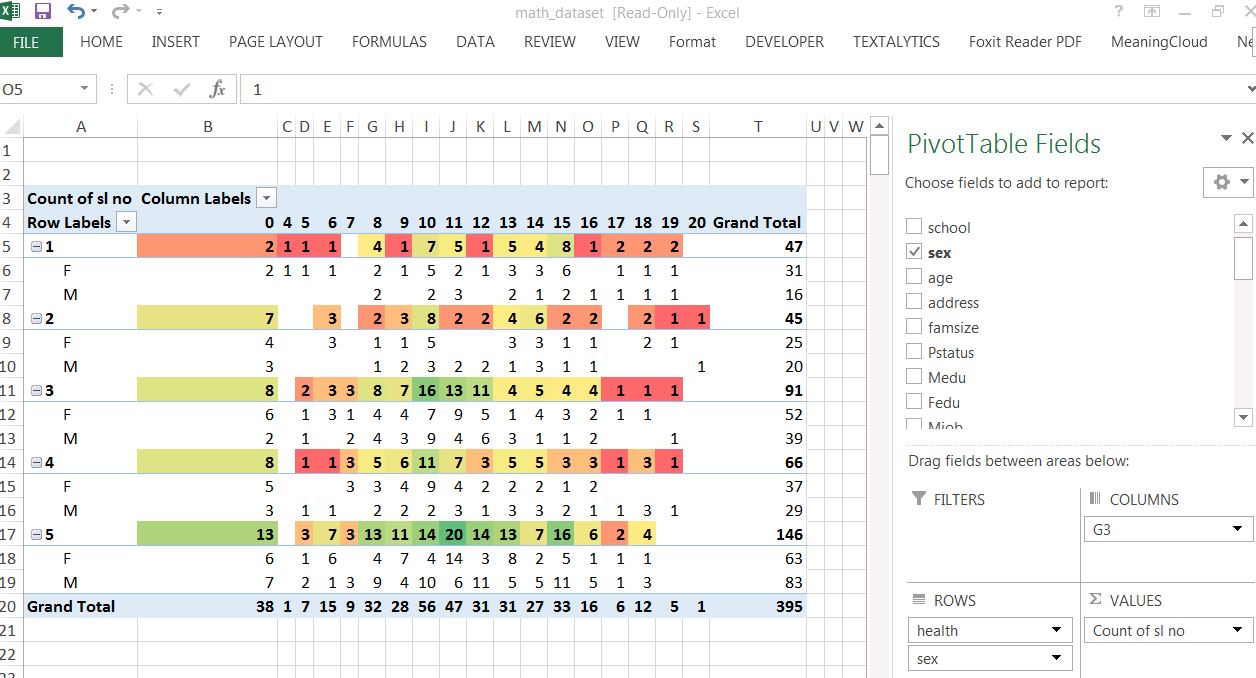 math_dataset [Read-Only] - Excel
FILE HOME INSERT PAGE LAYOUT FORMULAS DATA REVIEW VIEW Format DEVELOPER TEXTALYTICS Foxit Reader PDF MeaningCloud
O5 fx 1
A B C D E F G H I J K L M N O P Q R S T U V W
1
2
3 Count of sl no Column Labels
4 Row Labels 0 4 5 6 7 8 9 10 11 12 13 14 15 16 17 18 19 20 Grand Total
5 1 2 1 1 1 4 1 7 5 1 5 4 8 1 2 2 2 47
6 F 2 1 1 1 2 1 5 2 1 3 3 6 1 1 1 31
7 M 2 2 3 2 1 2 1 1 1 1 16
8 2 7 3 2 3 8 2 2 4 6 2 2 2 1 1 45
9 F 4 3 1 1 5 3 3 1 1 2 1 25
10 M 3 1 2 3 2 2 1 3 1 1 1 20
11 3 8 2 3 3 8 7 16 13 11 4 5 4 4 1 1 1 91
12 F 6 1 3 1 4 4 7 9 5 1 4 3 2 1 1 52
13 M 2 1 2 4 3 9 4 6 3 1 1 2 1 39
14 4 8 1 1 3 5 6 11 7 3 5 5 3 3 1 3 1 66
15 F 5 3 3 4 9 4 2 2 2 1 2 37
16 M 3 1 1 2 2 2 3 1 3 3 2 1 1 3 1 29
17 5 13 3 7 3 13 11 14 20 14 13 7 16 6 2 4 146
18 F 6 1 6 4 7 4 14 3 8 2 5 1 1 1 63
19 M 7 2 1 3 9 4 10 6 11 5 5 11 5 1 3 83
20 Grand Total 38 1 7 15 9 32 28 56 47 31 31 27 33 16 6 12 5 1 395
21
22
PivotTable Fields
Choose fields to add to report:
school
sex
age
address
famsize
Pstatus
Medu
Fedu
Mjob
Drag fields between areas below:
FILTERS COLUMNS
G3
ROWS Σ VALUES
health Count of sl no
sex